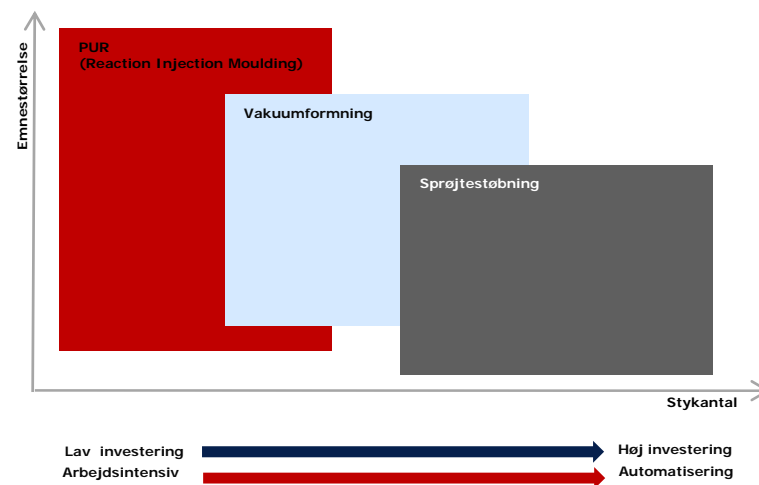 PUR
(Reaction Injection Moulding)
Emnestørrelse
Vakuumformning
Sprøjtestøbning
Stykantal
Lav investering
Høj investering
Arbejdsintensiv
Automatisering